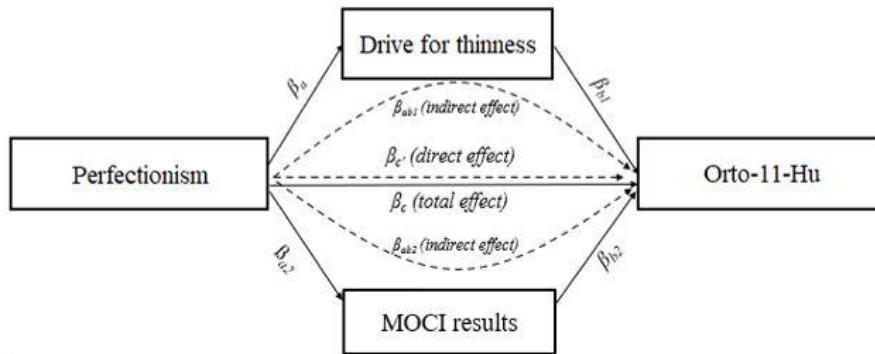 Drive for thinness
βa
βb1
βab1 (indirect effect)
βc' (direct effect)
Perfectionism
Orto-11-Hu
βc (total effect)
βab2 (indirect effect)
βa2
βb2
MOCI results